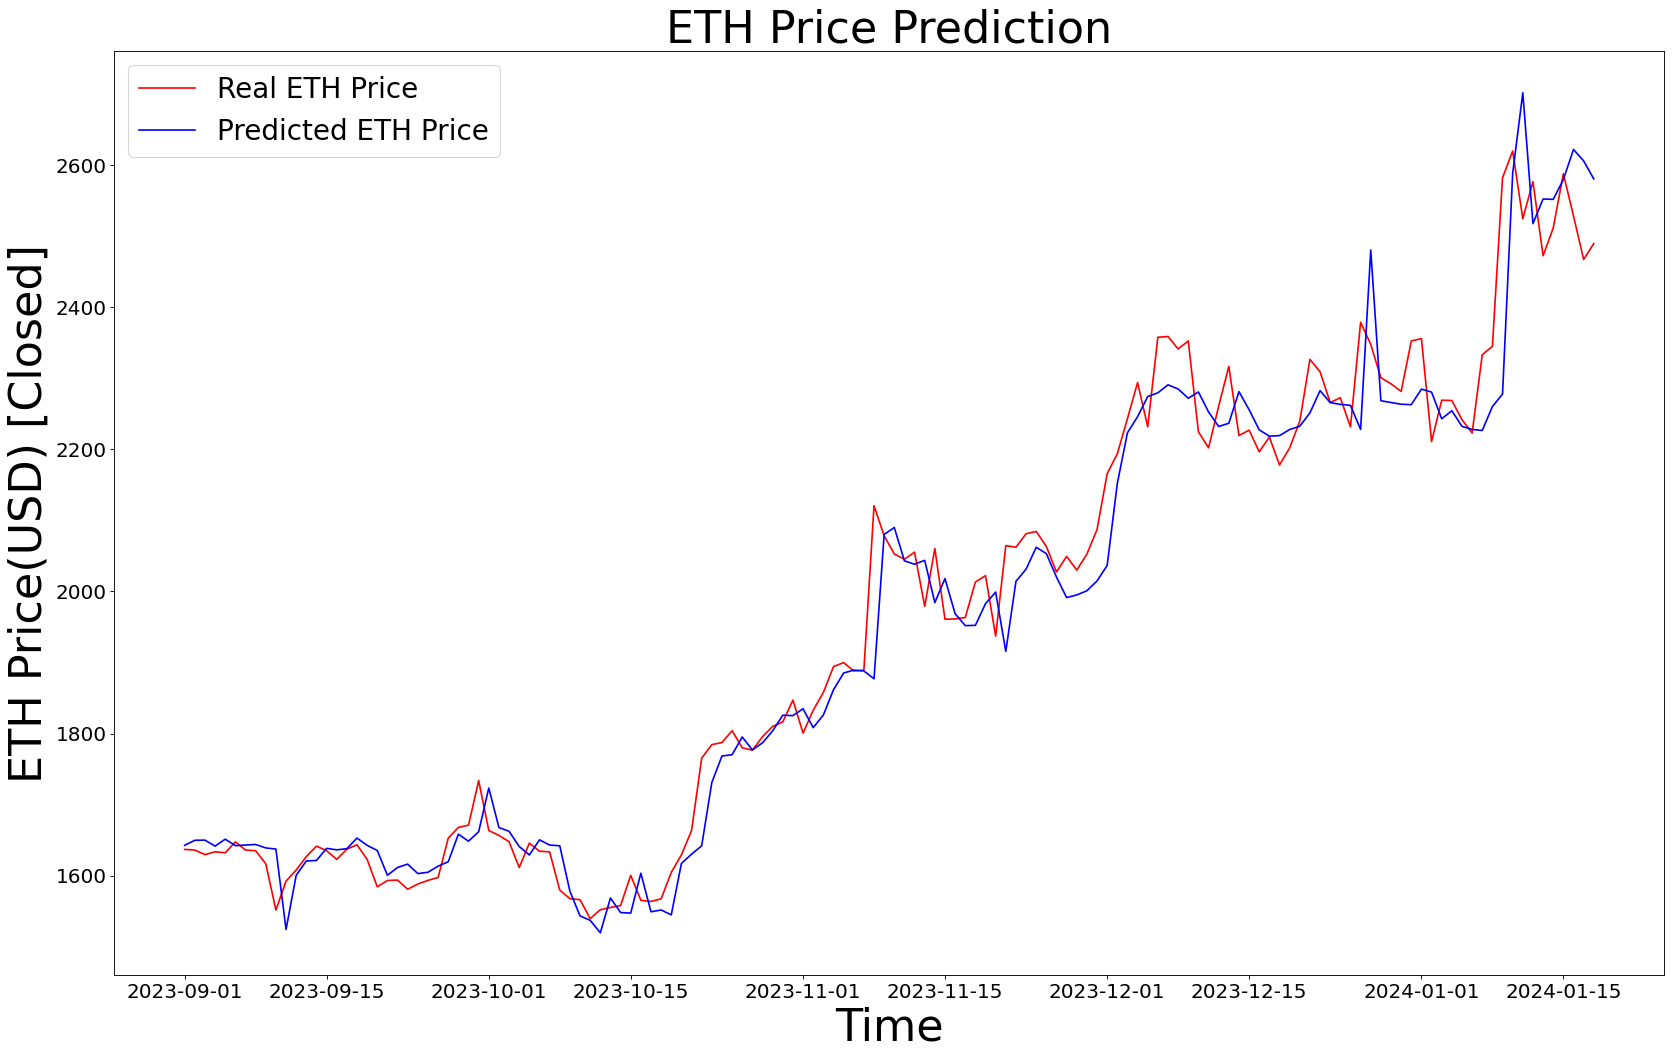 ETH Price Prediction
Real ETH Price
Predicted ETH Price
ETH Price(USD) [Closed]
2600
2400
2200
2000
1800
1600
2023-09-01 2023-09-15 2023-10-01 2023-10-15 2023-11-01 2023-11-15 2023-12-01 2023-12-15 2024-01-01 2024-01-15
Time